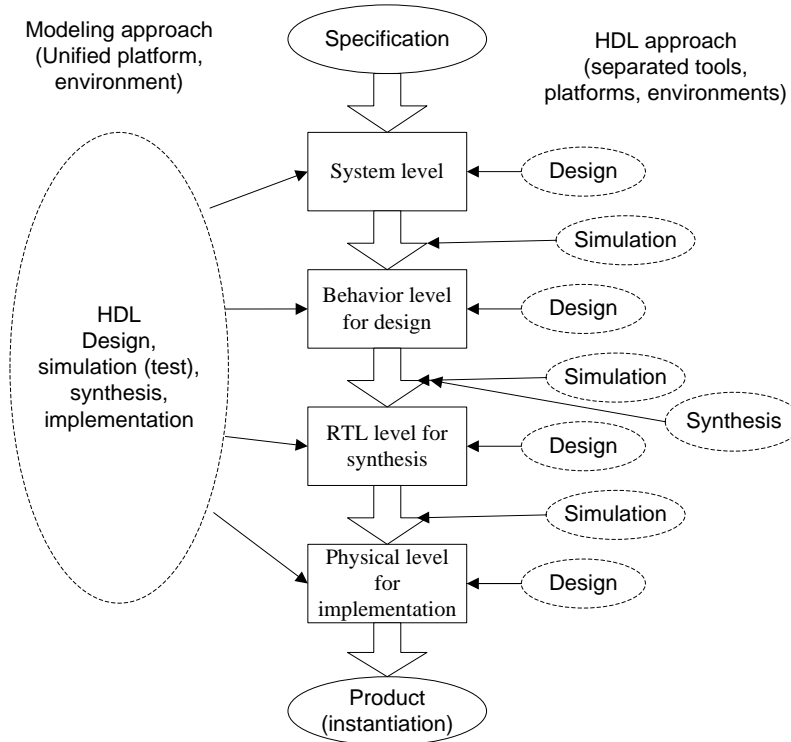 Modeling approach
(Unified platform,
environment)
Specification
HDL approach
(separated tools,
platforms, environments)
System level
Design
Simulation
HDL
Design,
simulation (test),
synthesis,
implementation
Behavior level
for design
Design
Simulation
Synthesis
RTL level for
synthesis
Design
Simulation
Physical level
for
implementation
Design
Product
(instantiation)